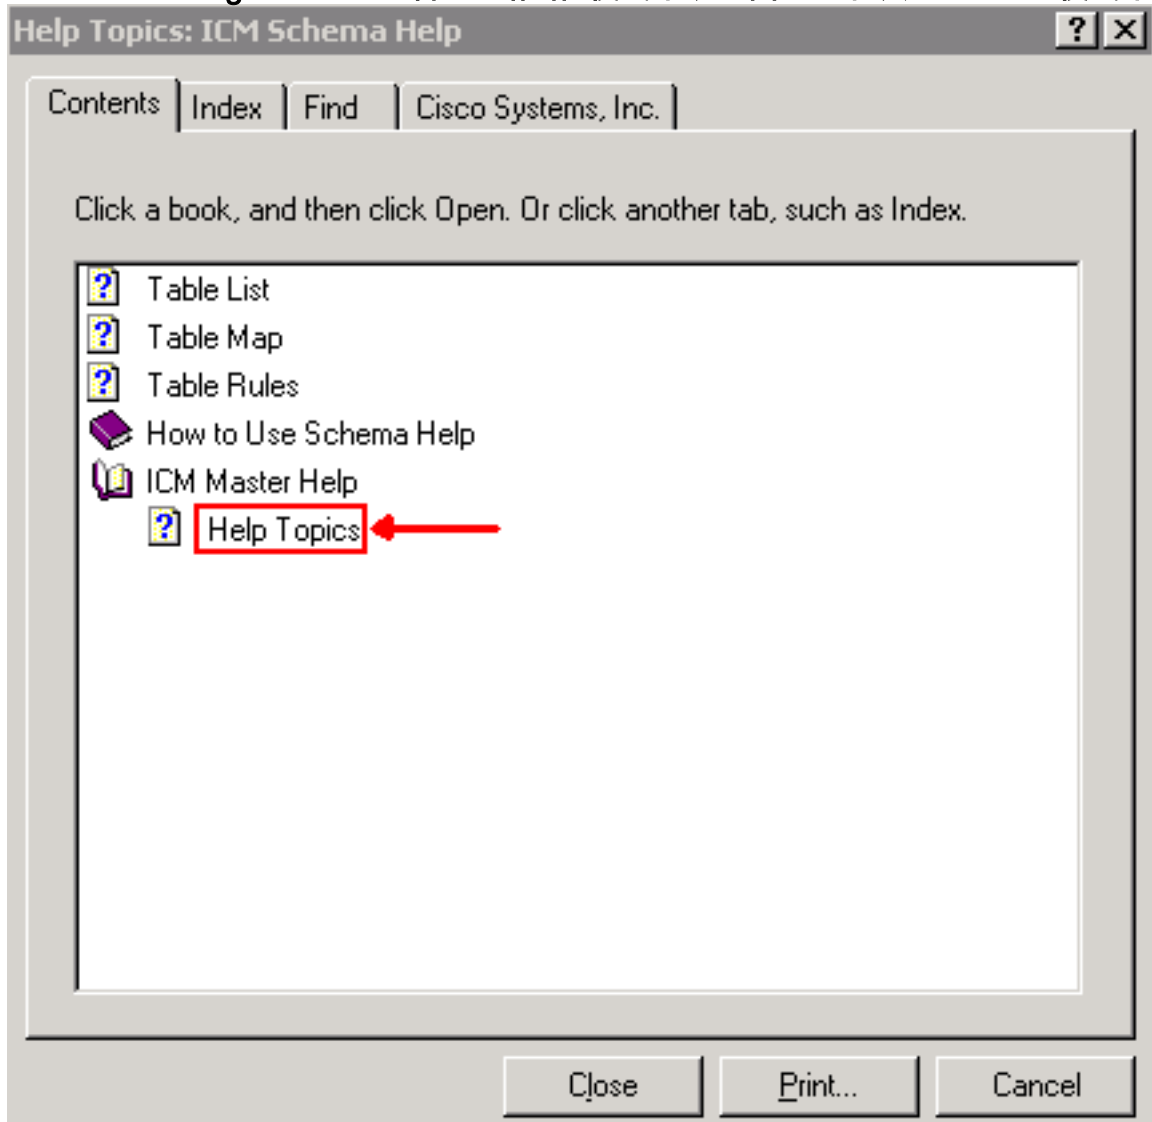 Help Topics: ICM Schema Help
Contents Index Find Cisco Systems, Inc.
Click a book, and then click Open. Or click another tab, such as Index.
Table List
Table Map
Table Rules
How to Use Schema Help
ICM Master Help
Help Topics
Close Print... Cancel